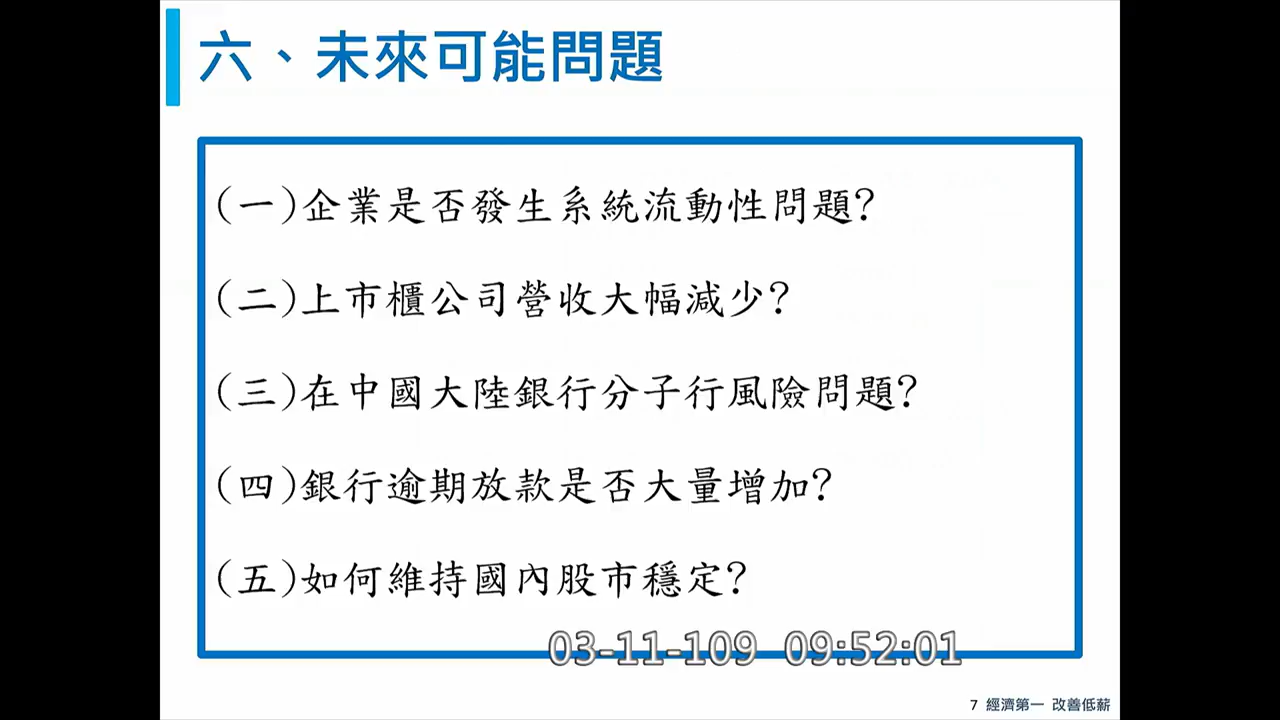 六、未來可能問題
(一)企業是否發生系統流動性問題?
(二)上市櫃公司營收大幅減少?
(三)在中國大陸銀行分子行風險問題?
(四)銀行逾期放款是否大量增加?
(五)如何維持國內股市穩定?
03-11-109 09:52:01
7 經濟第一 改善低薪